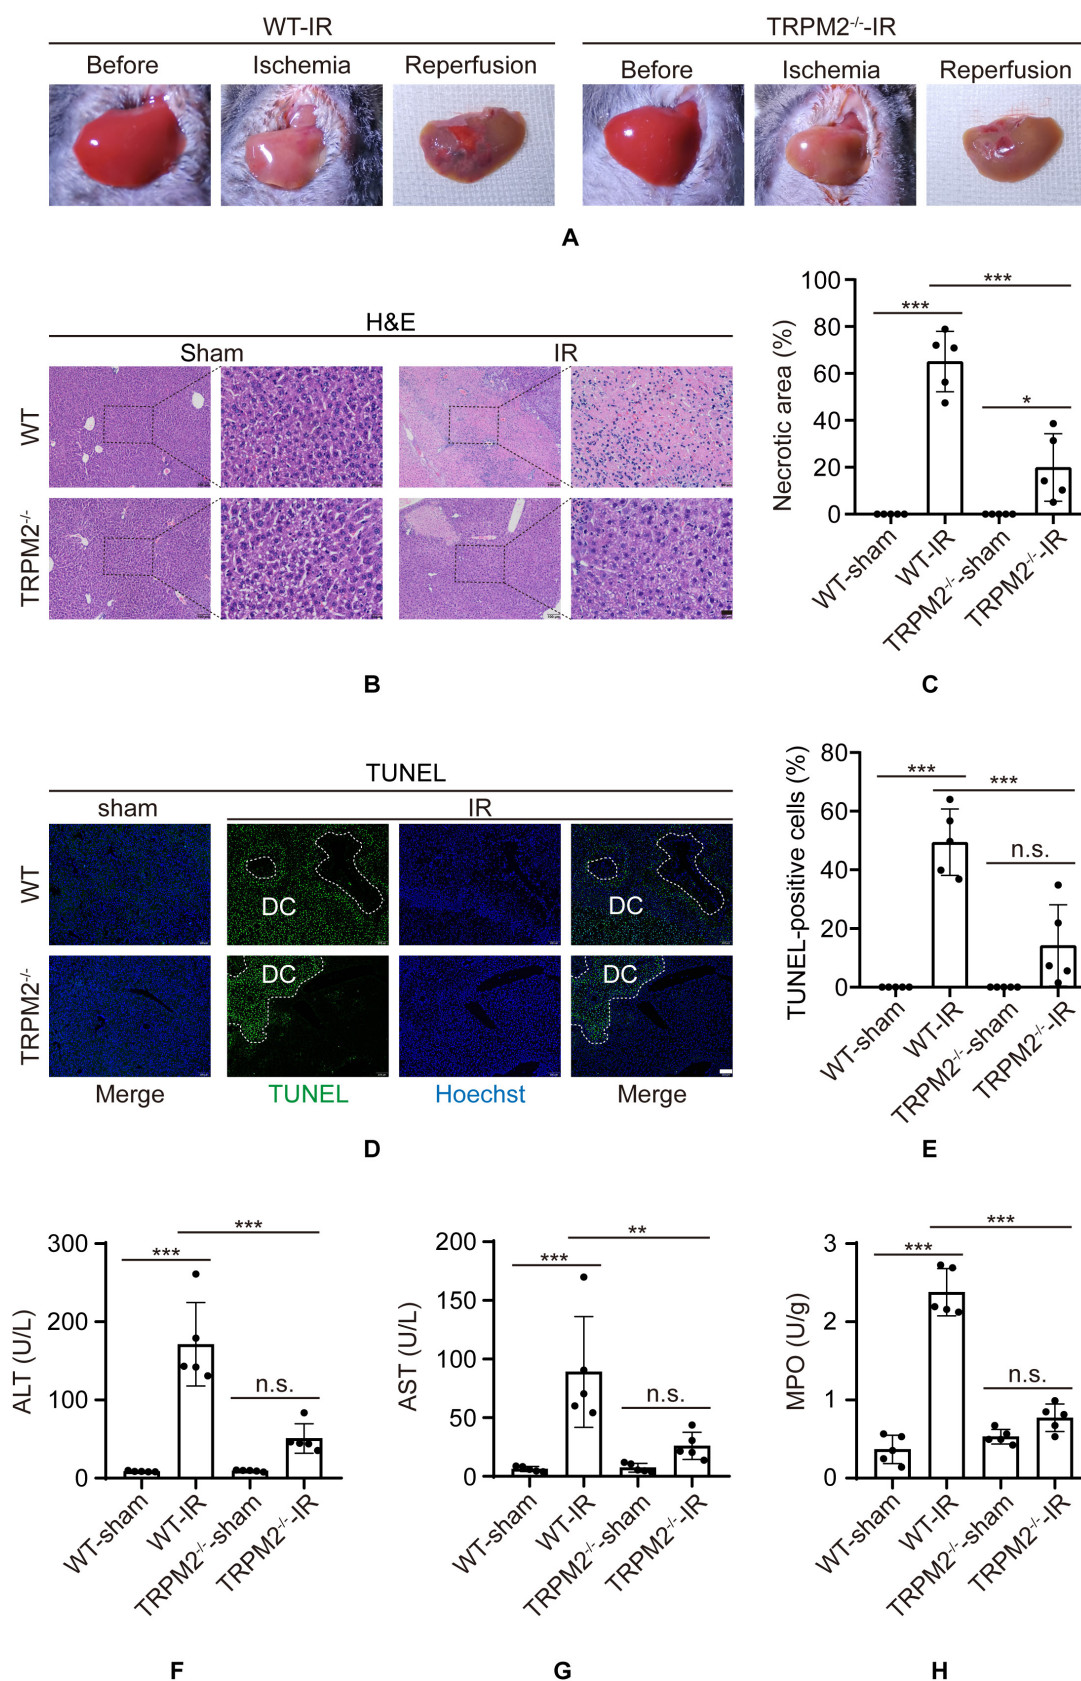 WT-IR
TRPM2-/--IR
Before
Ischemia
Reperfusion
Before
Ischemia
Reperfusion
A
H&E
Sham
IR
WT
TRPM2-/-
B
Necrotic area (%)
100
80
60
40
20
0
***
***
*
WT-sham
WT-IR
TRPM2-/--sham
TRPM2-/--IR
C
TUNEL
sham
IR
WT
TRPM2-/-
DC
DC
DC
DC
Merge
TUNEL
Hoechst
Merge
D
TUNEL-positive cells (%)
80
60
40
20
0
***
***
n.s.
WT-sham
WT-IR
TRPM2-/--sham
TRPM2-/--IR
E
ALT (U/L)
300
200
100
0
***
***
n.s.
WT-sham
WT-IR
TRPM2-/--sham
TRPM2-/--IR
F
AST (U/L)
200
150
100
50
0
**
***
n.s.
WT-sham
WT-IR
TRPM2-/--sham
TRPM2-/--IR
G
MPO (U/g)
3
2
1
0
***
***
n.s.
WT-sham
WT-IR
TRPM2-/--sham
TRPM2-/--IR
H